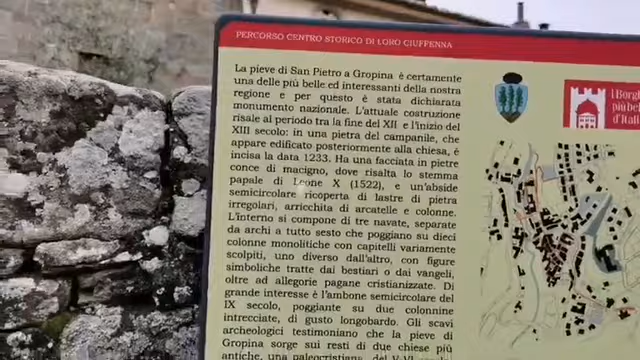 PERCORSO CENTRO STORICO DI LORO CIUFFENNA
La pieve di San Pietro a Gropina è certamente
una delle più belle ed interessanti della nostra
regione e per questo è stata dichiarata
monumento nazionale. L'attuale costruzione
risale al periodo tra la fine del XII e l'inizio del
XIII secolo: in una pietra del campanile, che
appare edificato posteriormente alla chiesa, è
incisa la data 1233. Ha una facciata in pietre
conce di macigno, dove risalta lo stemma
papale di Leone X (1522), e un'abside
semicircolare ricoperta di lastre di pietra
irregolari, arricchita di arcatelle e colonne.
L'interno si compone di tre navate, separate
da archi a tutto sesto che poggiano su dieci
colonne monolitiche con capitelli variamente
scolpiti, uno diverso dall'altro, con figure
simboliche tratte dai bestiari o dai vangeli,
oltre ad allegorie pagane cristianizzate. Di
grande interesse è l'ambone semicircolare del
IX secolo, poggiante su due colonnine
intrecciate, di gusto longobardo. Gli scavi
archeologici testimoniano che la pieve di
Gropina sorge sui resti di due chiese più
antiche, una paleocristiana, del V-VI
i Borghi
più belli
d'Italia